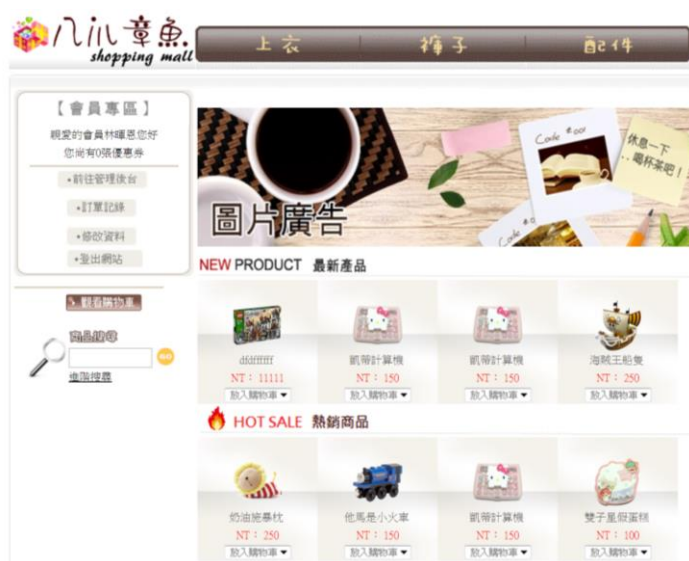 八爪章魚
shopping mall
上衣
褲子
配件
【會員專區】
親愛的會員林暉恩您好
您尚有0張優惠券
前往管理後台
訂單記錄
修改資料
登出網站
觀看購物車
商品搜尋
GO
進階搜尋
Code #001
休息一下
..喝杯茶吧！
圖片廣告
NEW PRODUCT 最新產品
dfdffffff
凱蒂計算機
凱蒂計算機
海賊王船隻
NT： 11111
NT： 150
NT： 150
NT： 250
放入購物車
放入購物車
放入購物車
放入購物車
HOT SALE 熱銷商品
奶油獅暴枕
他馬是小火車
凱蒂計算機
雙子星假蛋糕
NT： 250
NT： 150
NT： 150
NT： 100
放入購物車
放入購物車
放入購物車
放入購物車